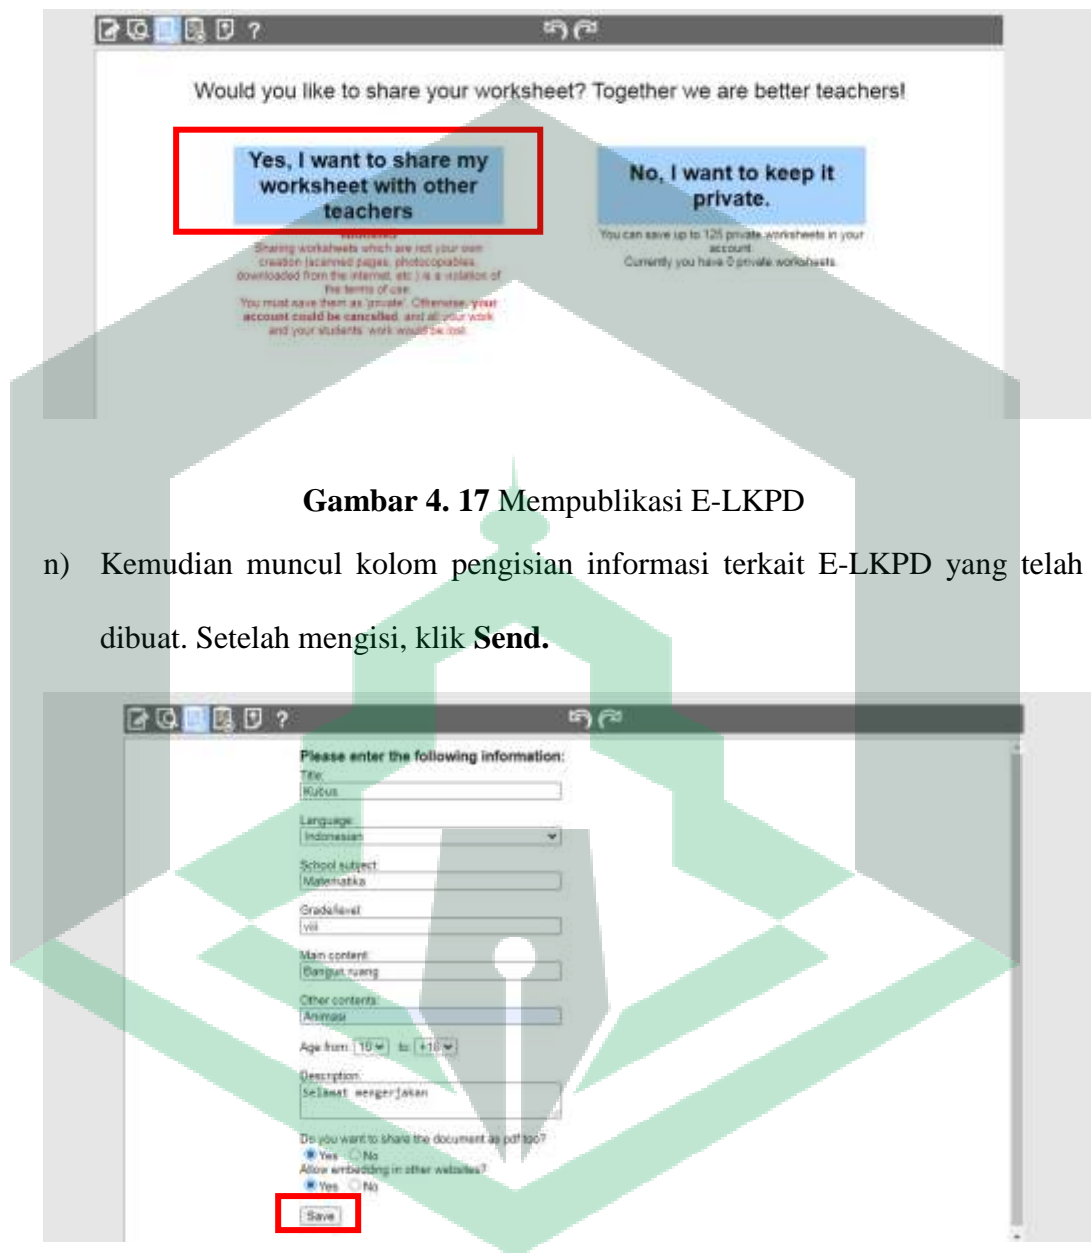 ?
Would you like to share your worksheet? Together we are better teachers!
Yes, I want to share my
worksheet with other
teachers
No, I want to keep it
private.
You can save up to 125 private worksheets in your
account.
Currently you have 0 private worksheets.
Sharing worksheets which are not your own
creation (scanned pages, photocopiables,
downloaded from the internet, etc.) is a violation of
the terms of use.
You must save them as 'private'. Otherwise, your
account could be cancelled, and all your work
and your students' work would be lost.
Gambar 4. 17 Mempublikasi E-LKPD
n) Kemudian muncul kolom pengisian informasi terkait E-LKPD yang telah
dibuat. Setelah mengisi, klik Send.
?
Please enter the following information:
Title:
Kubus
Language:
Indonesian
School subject:
Matematika
Grade/level:
viii
Main content:
Bangun ruang
Other contents:
Animasi
Age from: to:
Description:
Selamat mengerjakan
Do you want to share the document as pdf too?
Yes No
Allow embedding in other websites?
Yes No
Save